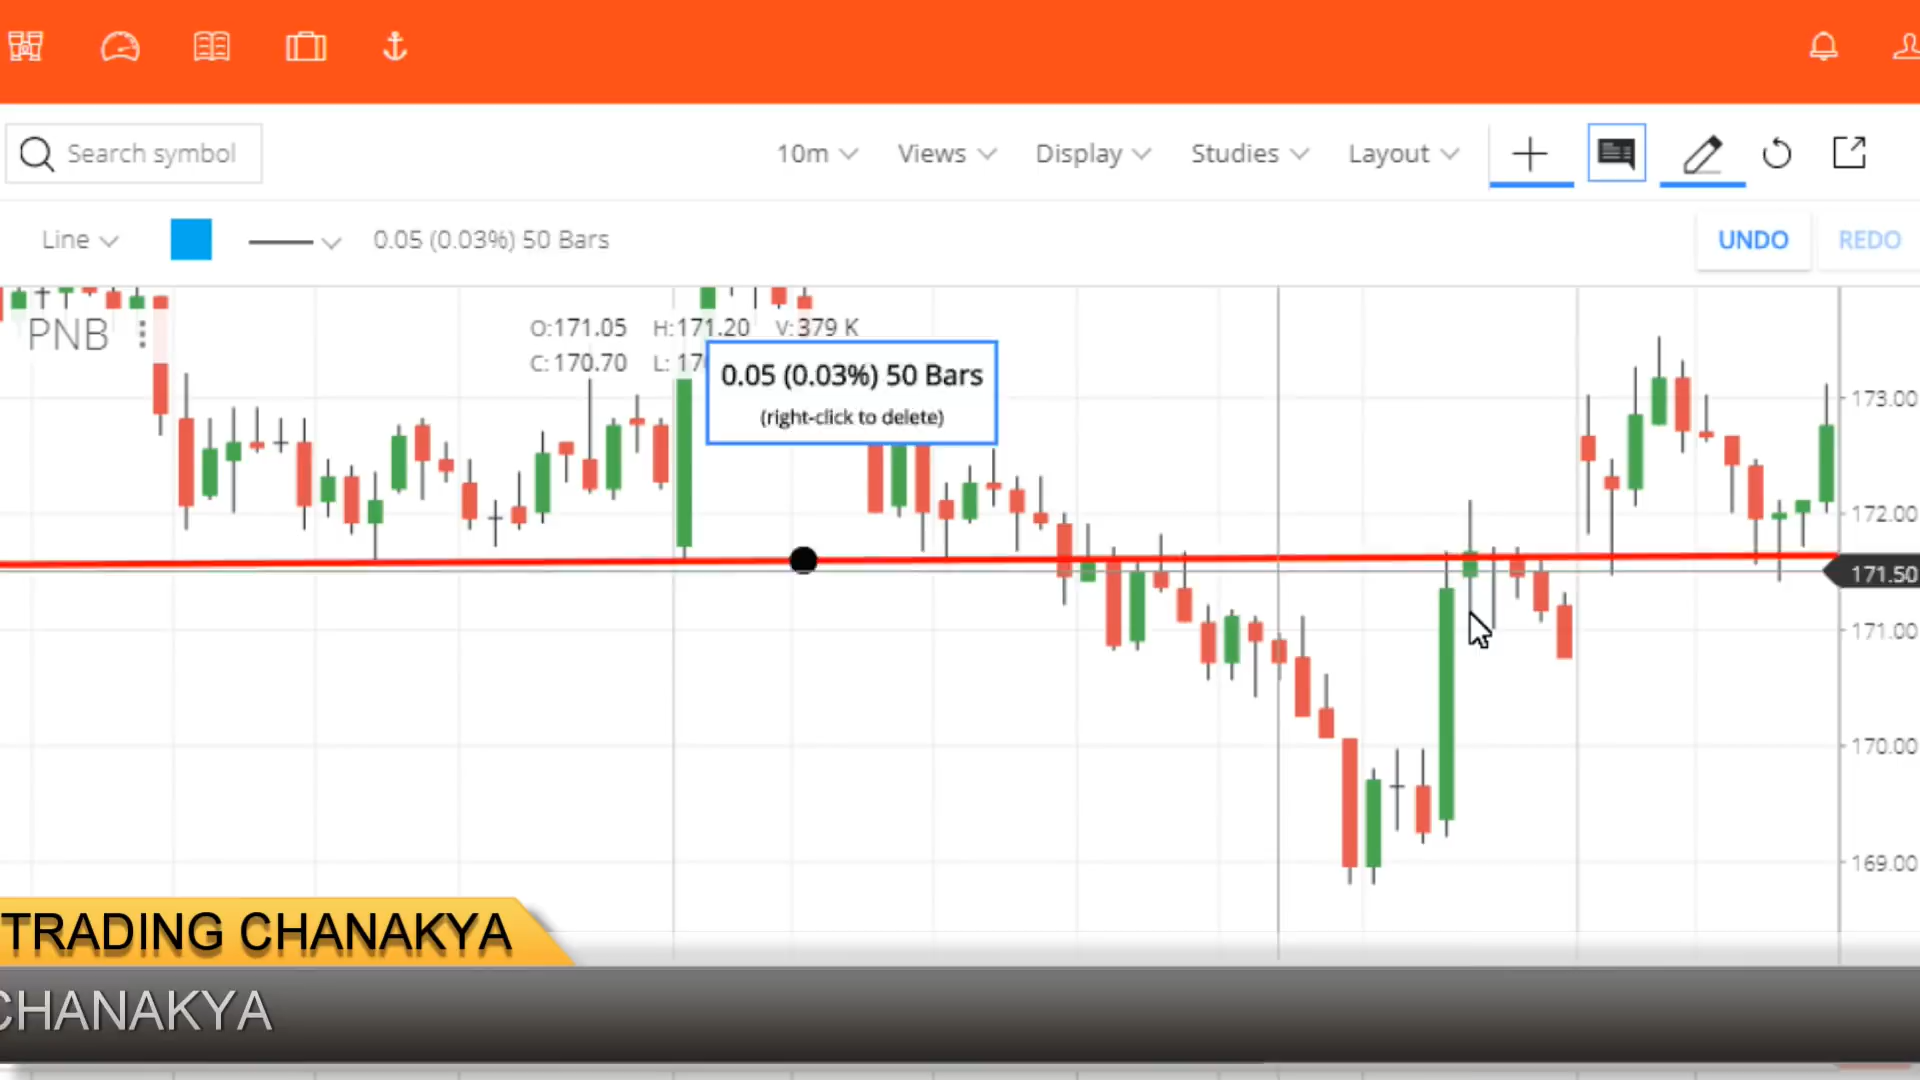 Search symbol
10m Views Display Studies Layout
Line 0.05 (0.03%) 50 Bars UNDO REDO
PNB
O:171.05 H:171.20 V:379 K
C:170.70 L:
0.05 (0.03%) 50 Bars
(right-click to delete)
173.00
172.00
171.50
171.00
170.00
169.00
TRADING CHANAKYA
CHANAKYA